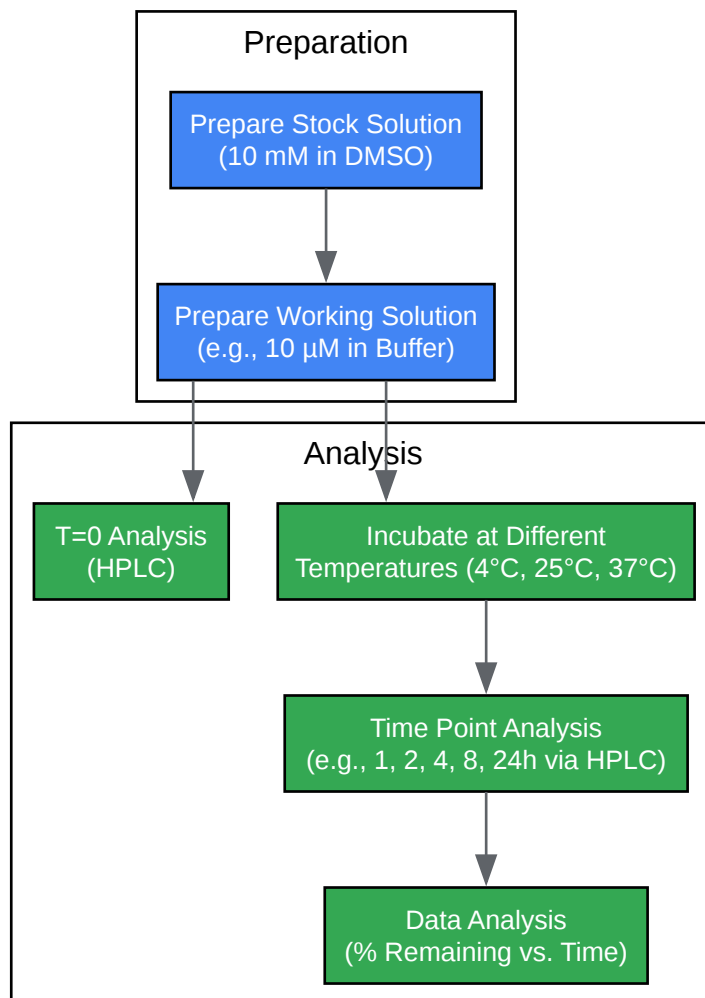 Preparation
Prepare Stock Solution
(10 mM in DMSO)
Prepare Working Solution
(e.g., 10 µM in Buffer)
Analysis
T=0 Analysis
(HPLC)
Incubate at Different
Temperatures (4°C, 25°C, 37°C)
Time Point Analysis
(e.g., 1, 2, 4, 8, 24h via HPLC)
Data Analysis
(% Remaining vs. Time)